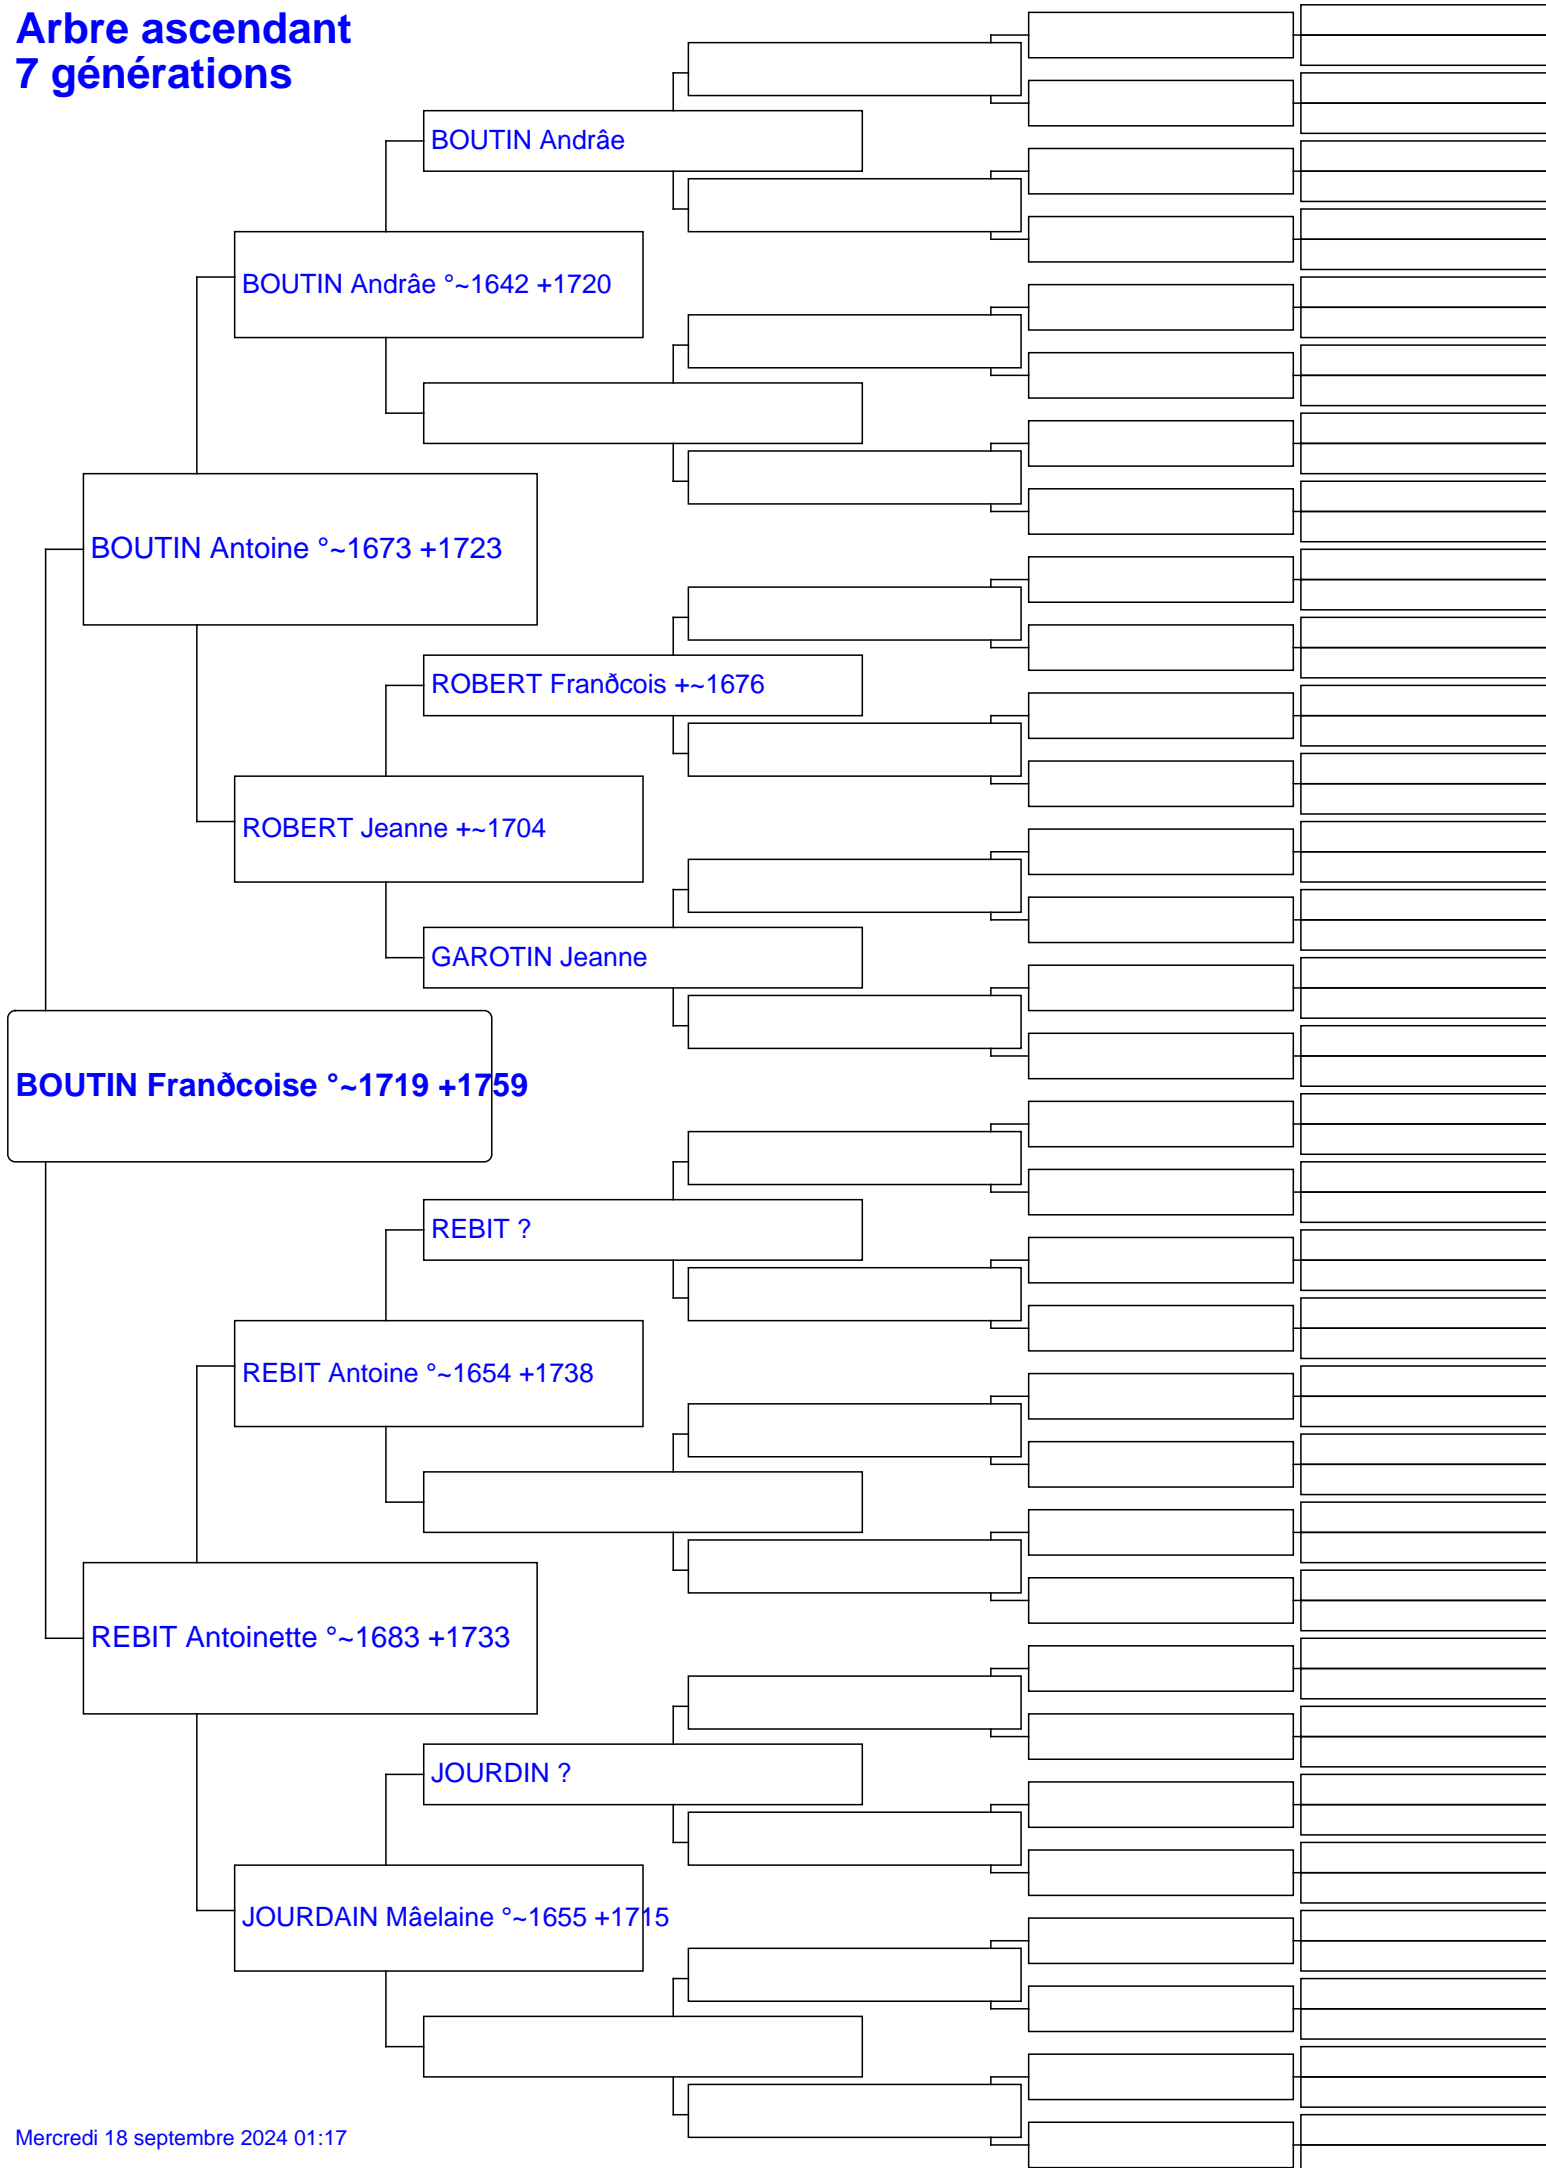 Arbre ascendant
7 générations
BOUTIN Andrâe
BOUTIN Andrâe °~1642 +1720
BOUTIN Antoine °~1673 +1723
ROBERT Franðcois +~1676
ROBERT Jeanne +~1704
GAROTIN Jeanne
BOUTIN Franðcoise °~1719 +1759
REBIT ?
REBIT Antoine °~1654 +1738
REBIT Antoinette °~1683 +1733
JOURDIN ?
JOURDAIN Mâelaine °~1655 +1715
Mercredi 18 septembre 2024 01:17